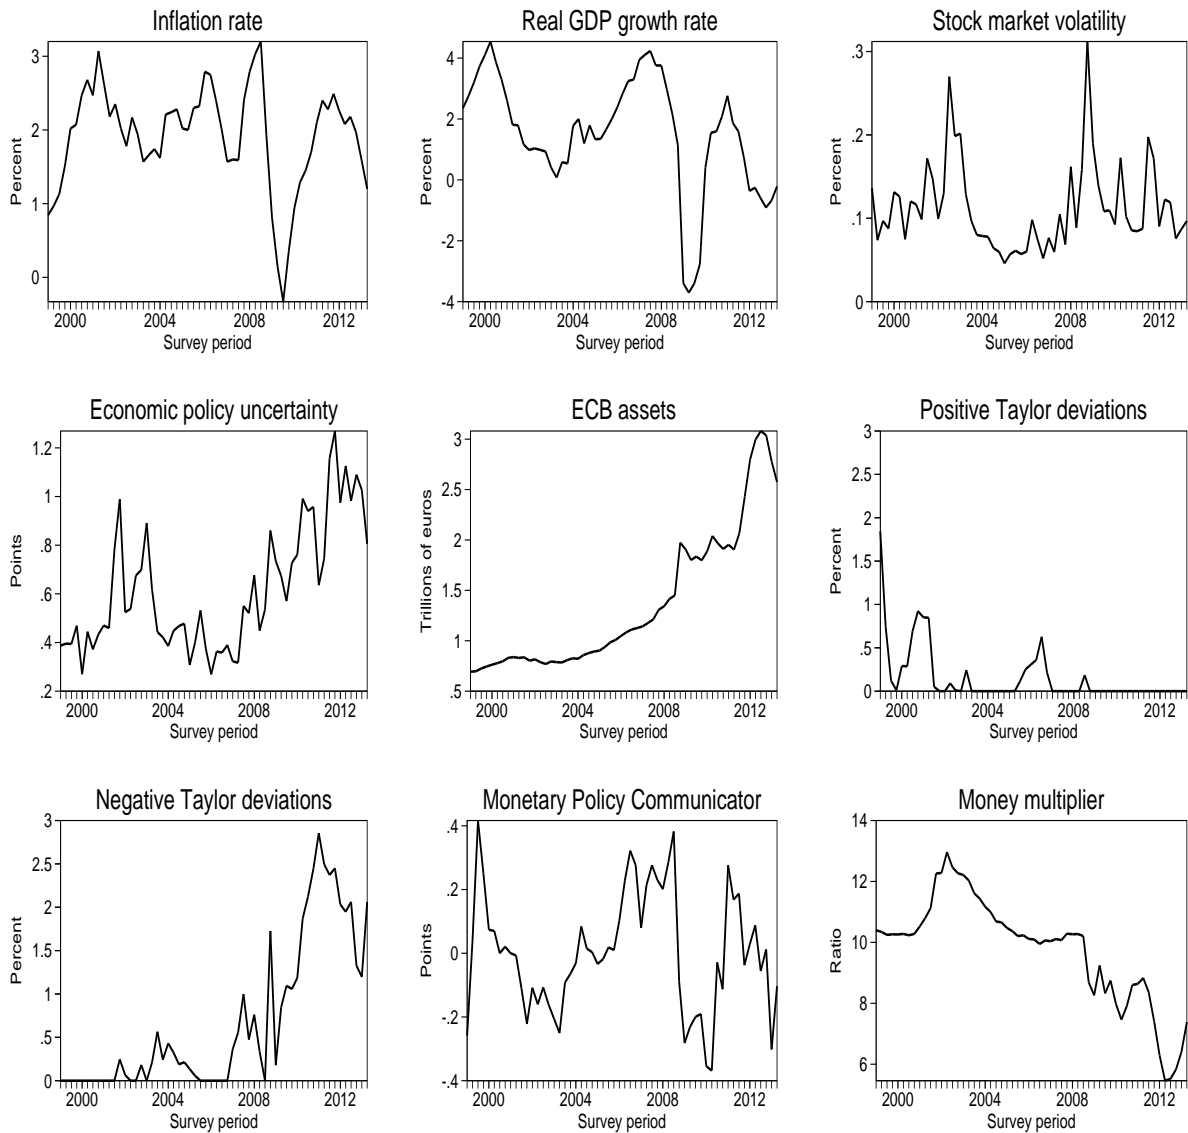 Inflation rate
Percent
3
2
1
0
2000 2004 2008 2012
Survey period
Real GDP growth rate
Percent
4
2
0
-2
-4
2000 2004 2008 2012
Survey period
Stock market volatility
Percent
.3
.2
.1
0
2000 2004 2008 2012
Survey period
Economic policy uncertainty
Points
1.2
1
.8
.6
.4
.2
2000 2004 2008 2012
Survey period
ECB assets
Trillions of euros
3
2.5
2
1.5
1
.5
2000 2004 2008 2012
Survey period
Positive Taylor deviations
Percent
3
2.5
2
1.5
1
.5
0
2000 2004 2008 2012
Survey period
Negative Taylor deviations
Percent
3
2.5
2
1.5
1
.5
0
2000 2004 2008 2012
Survey period
Monetary Policy Communicator
Points
.4
.2
0
-.2
-.4
2000 2004 2008 2012
Survey period
Money multiplier
Ratio
14
12
10
8
6
2000 2004 2008 2012
Survey period